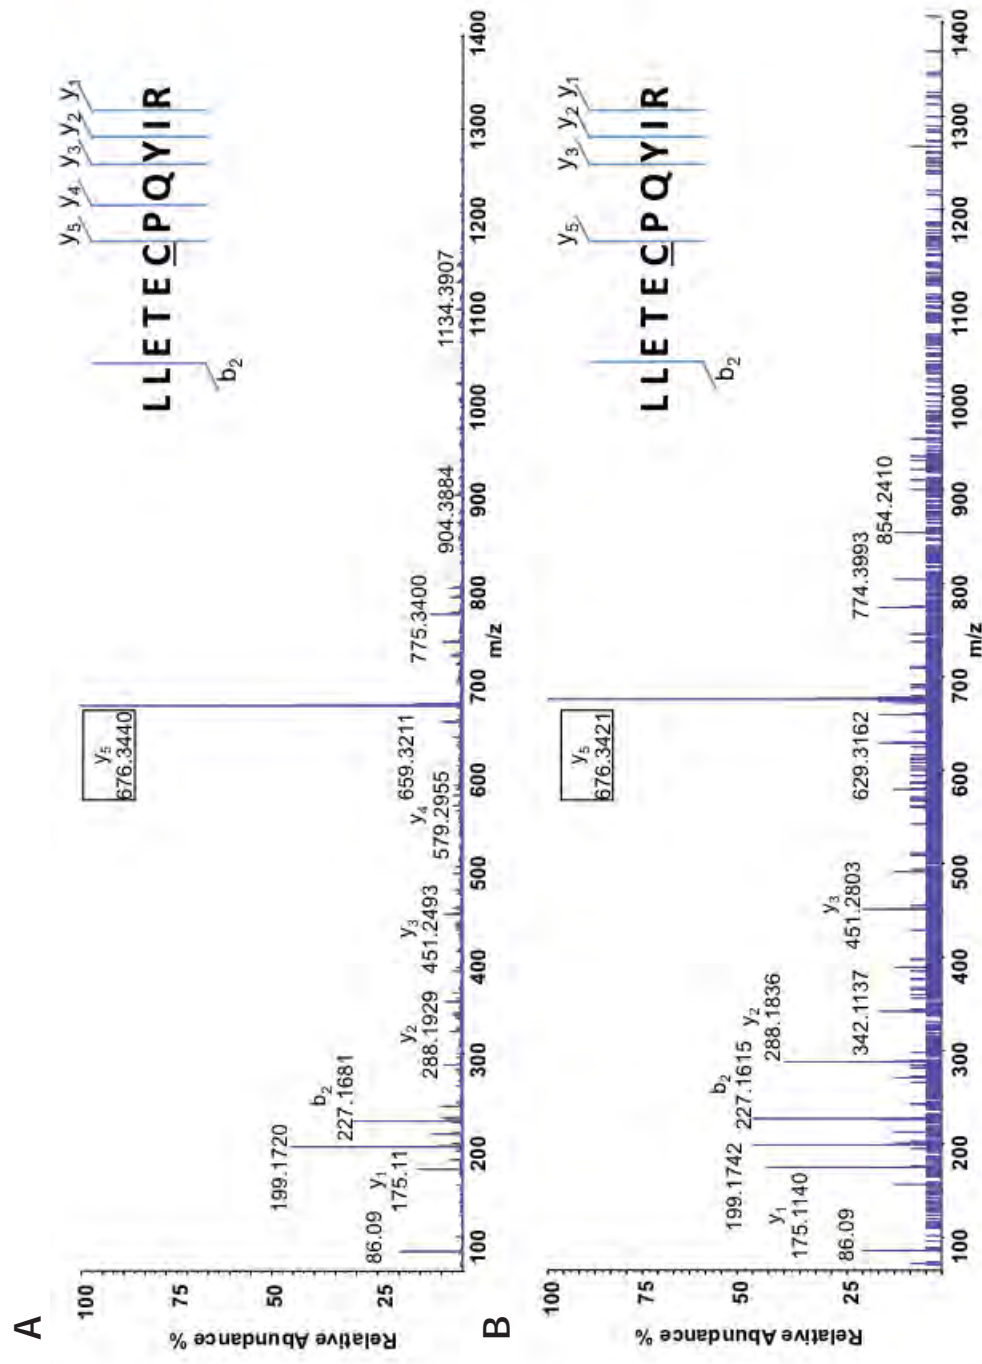 A
y5 y4 y3 y2 y1
L L E T E C P Q Y I R
b2
y5
676.3440
199.1720
b2
227.1681
86.09
y1
175.11
y2
288.1929
y3
451.2493
y4
579.2955
659.3211
775.3400
904.3884
1134.3907
100
75
50
25
Relative Abundance %
100 200 300 400 500 600 700 800 900 1000 1100 1200 1300 1400
m/z
B
y5 y3 y2 y1
L L E T E C P Q Y I R
b2
y5
676.3421
199.1742
b2
227.1615
y2
288.1836
y1
175.1140
86.09
342.1137
y3
451.2803
629.3162
774.3993
854.2410
100
75
50
25
Relative Abundance %
100 200 300 400 500 600 700 800 900 1000 1100 1200 1300 1400
m/z